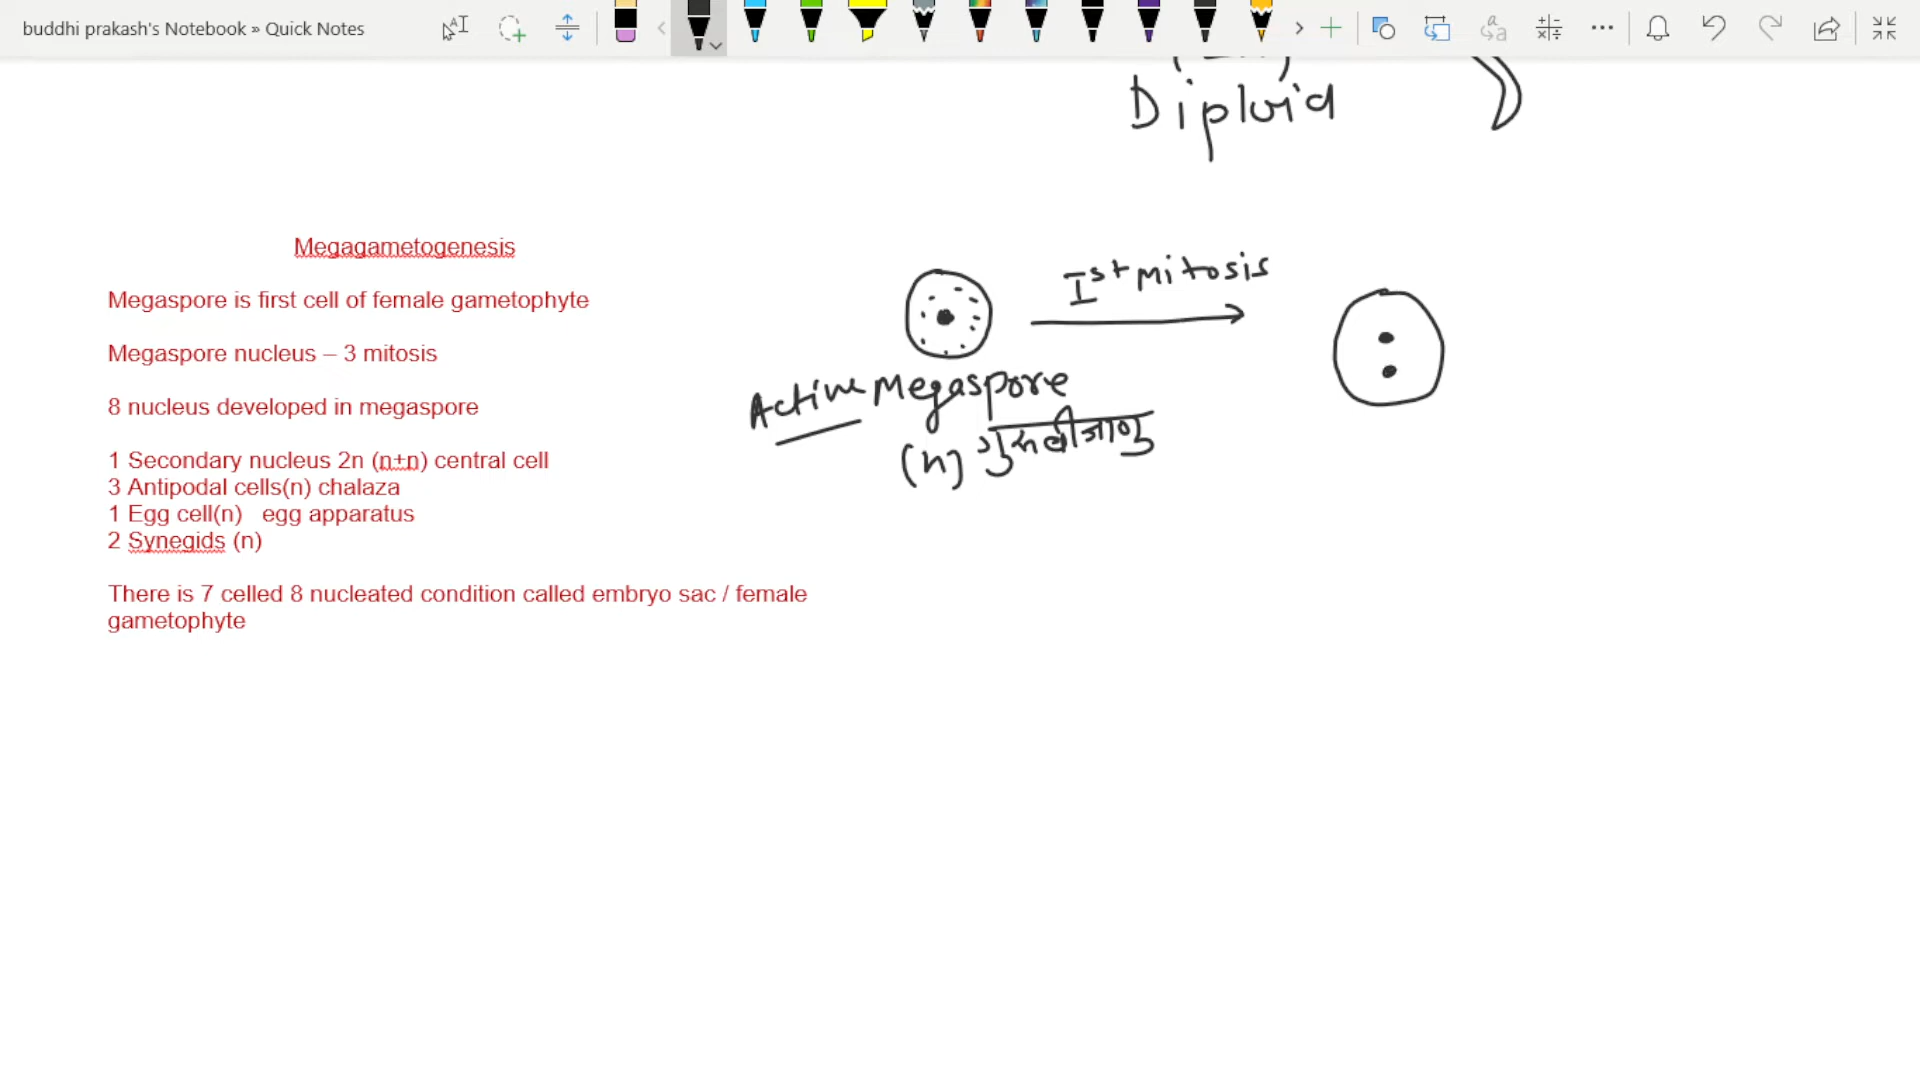 buddhi prakash's Notebook » Quick Notes
Diploid
Megagametogenesis
Megaspore is first cell of female gametophyte
Megaspore nucleus – 3 mitosis
8 nucleus developed in megaspore
1 Secondary nucleus 2n (n+n) central cell
3 Antipodal cells(n) chalaza
1 Egg cell(n) egg apparatus
2 Synegids (n)
There is 7 celled 8 nucleated condition called embryo sac / female
gametophyte
Ist mitosis
Active Megaspore
(n)